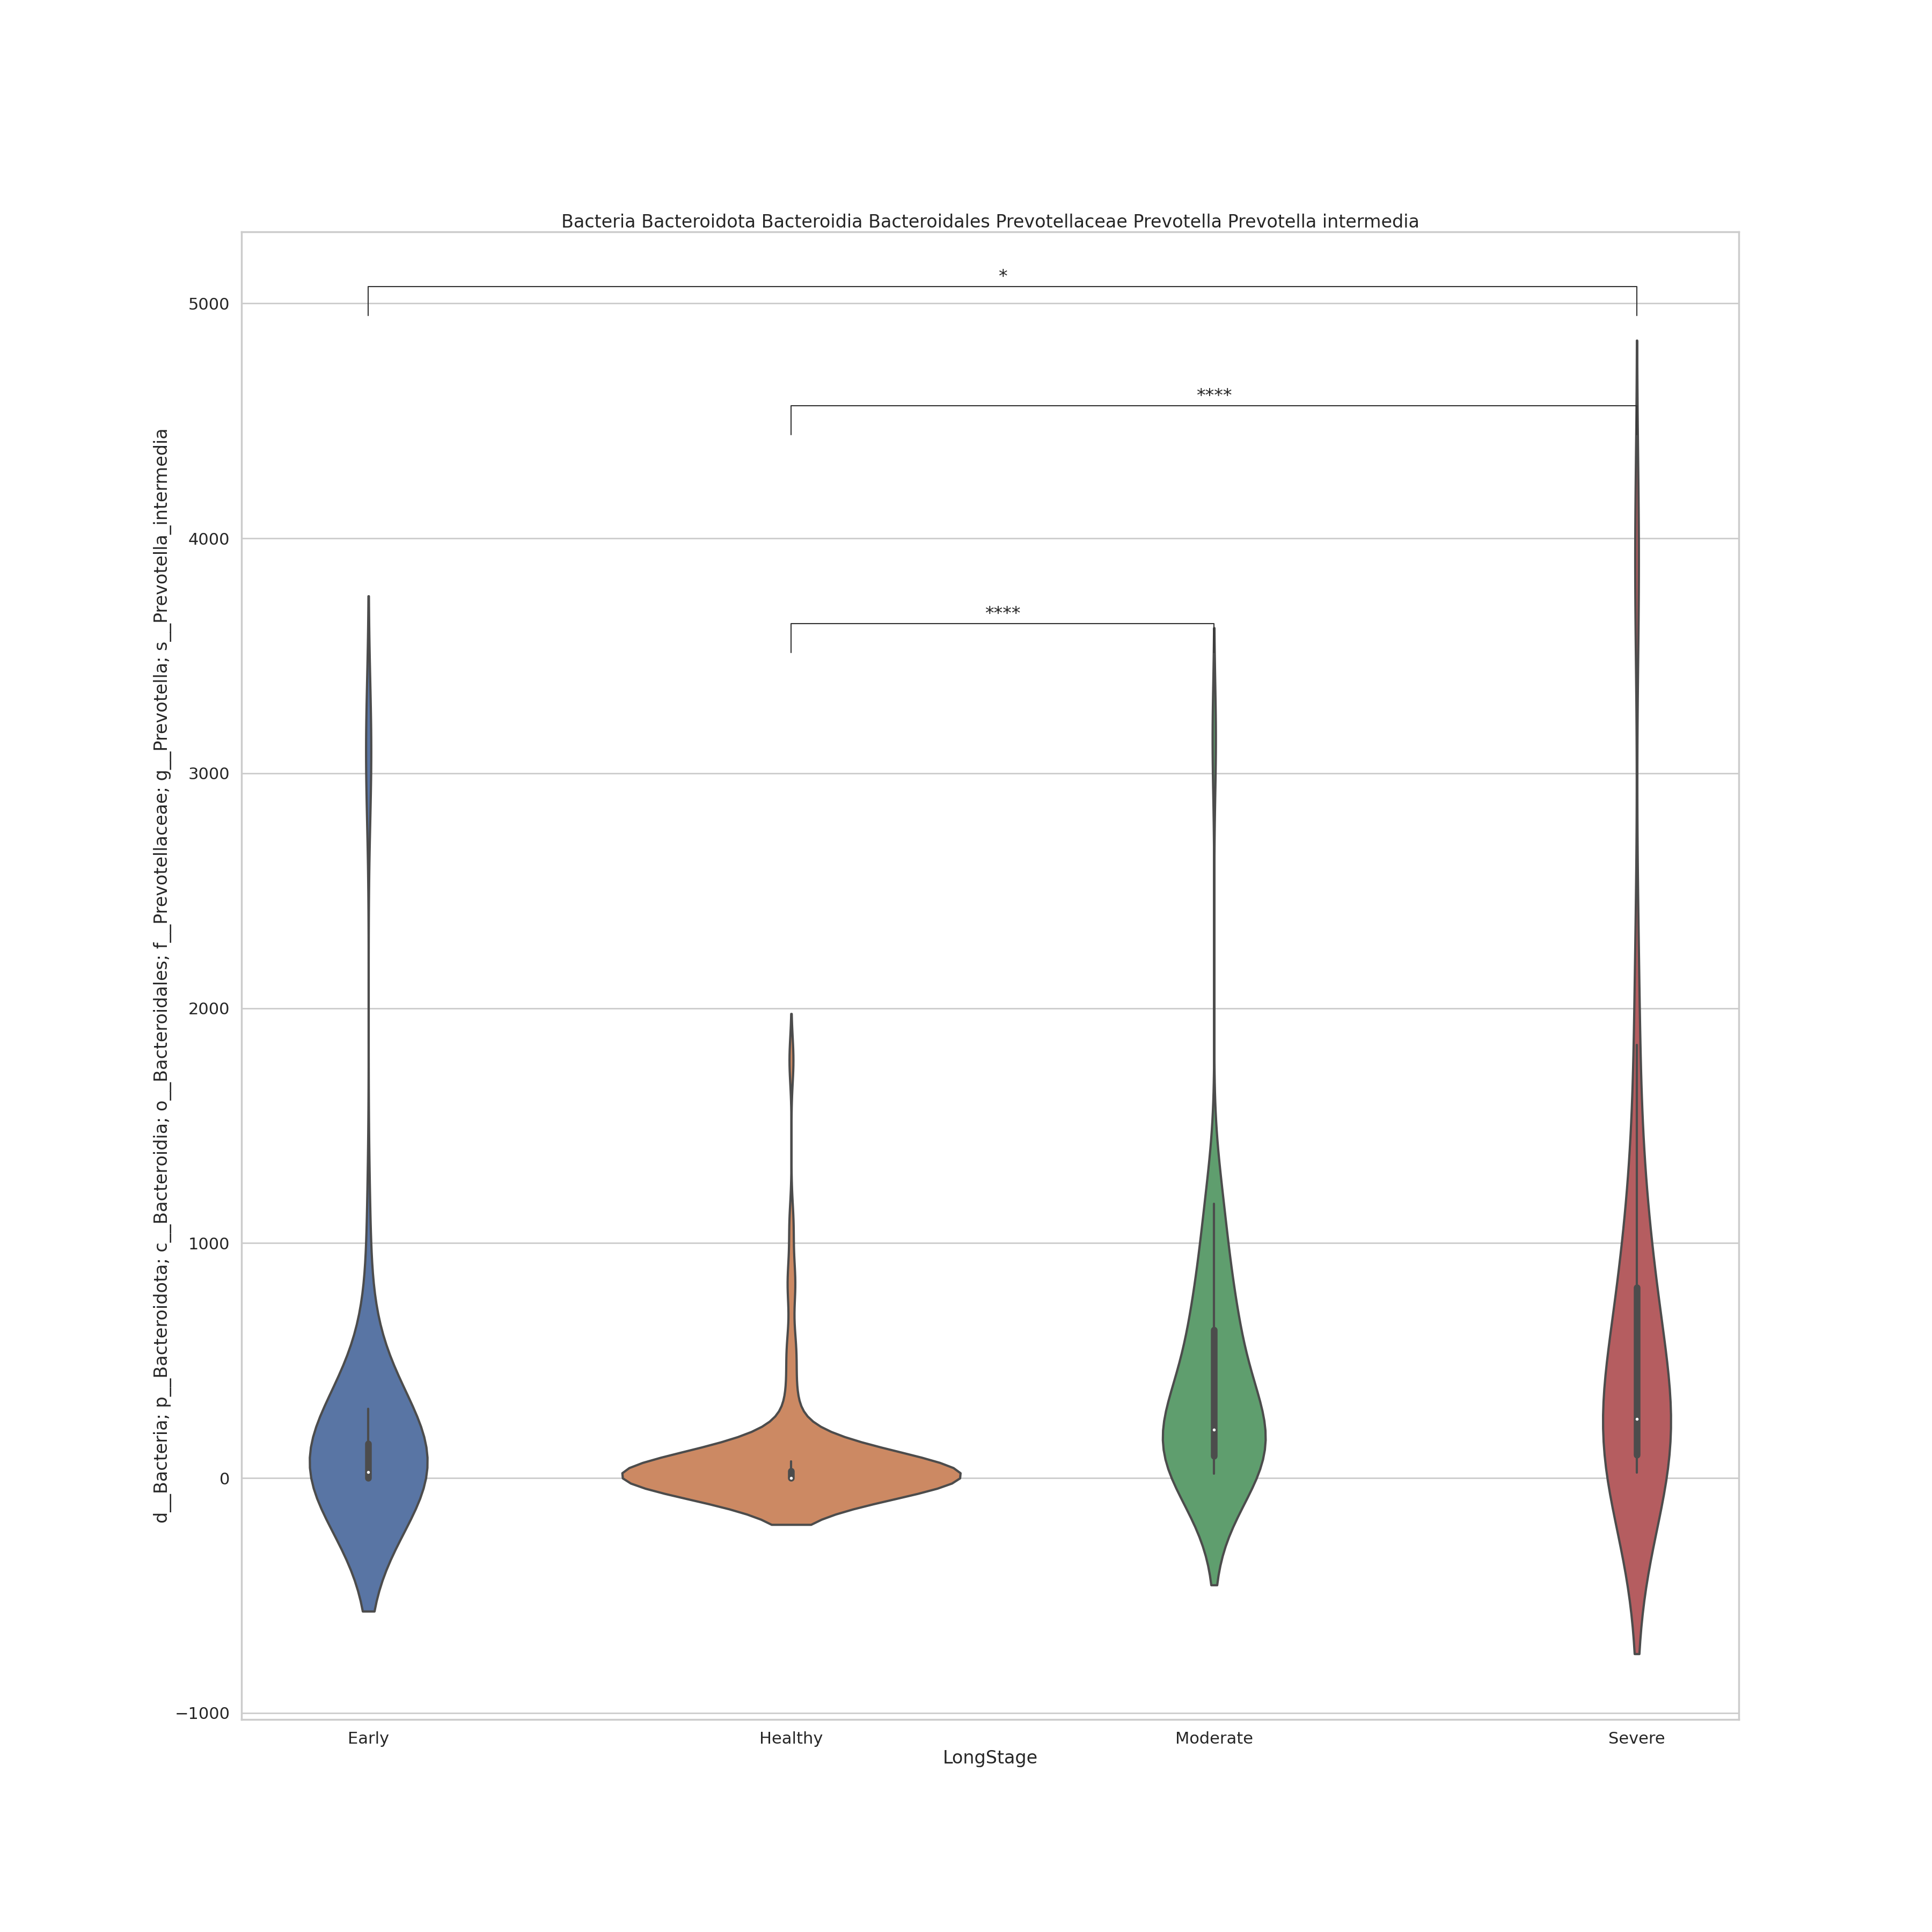 Bacteria Bacteroidota Bacteroidia Bacteroidales Prevotellaceae Prevotella Prevotella intermedia
d__Bacteria; p__Bacteroidota; c__Bacteroidia; o__Bacteroidales; f__Prevotellaceae; g__Prevotella; s__Prevotella_intermedia
5000
4000
3000
2000
1000
0
−1000
*
****
****
Early
Healthy
Moderate
Severe
LongStage